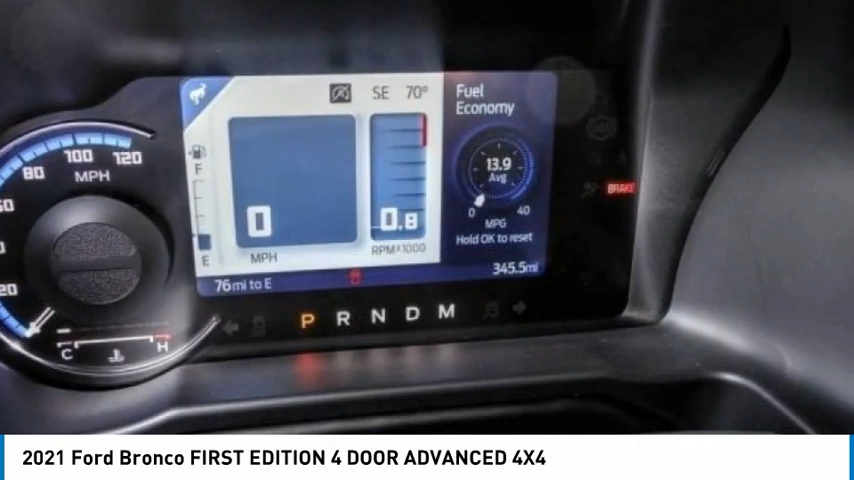 SE 70°
Fuel
Economy
80 100 120
MPH
F
13.9
Avg
BRAKE
0 40
0 0.8
MPG
Hold OK to reset
E MPH RPMX1000
20
76mi to E 345.5mi
P R N D M
C H
2021 Ford Bronco FIRST EDITION 4 DOOR ADVANCED 4X4